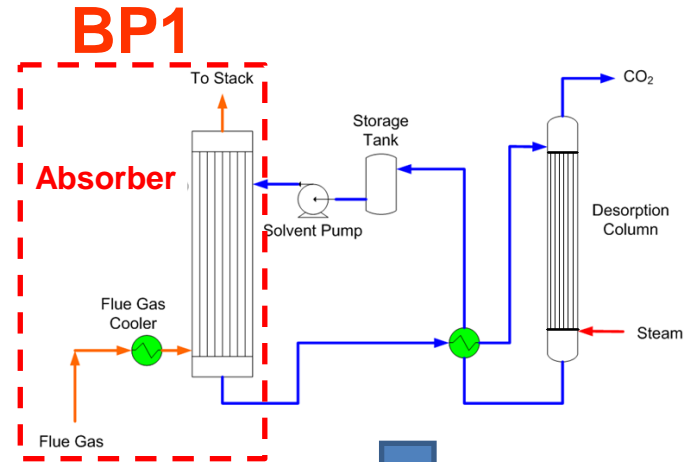 BP1
To Stack
CO₂
Storage
Tank
Absorber
Desorption
Column
Solvent Pump
Flue Gas
Cooler
Steam
Flue Gas